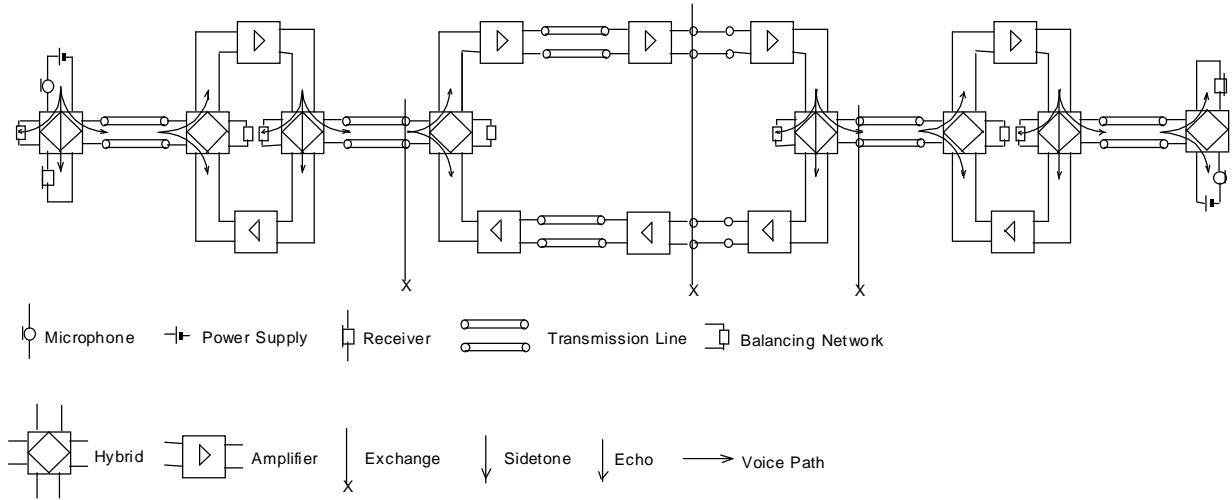 X
X
X
Microphone
Power Supply
Receiver
Transmission Line
Balancing Network
Hybrid
Amplifier
X
Exchange
Sidetone
Echo
Voice Path